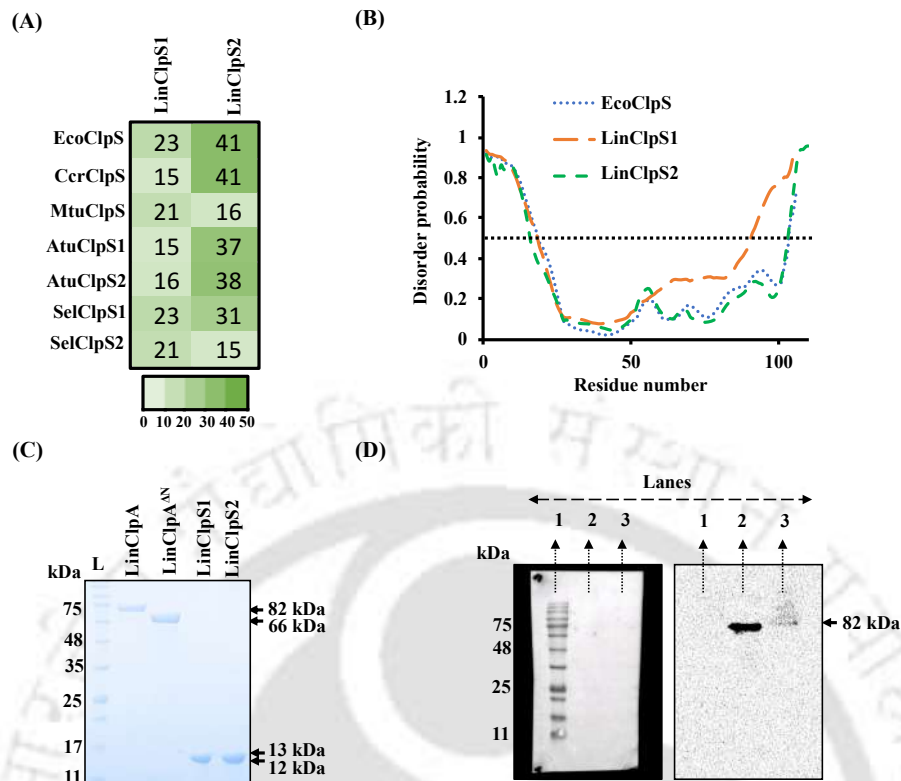 (A)
LinClpS1
LinClpS2
EcoClpS 23 41
CcrClpS 15 41
MtuClpS 21 16
AtuClpS1 15 37
AtuClpS2 16 38
SelClpS1 23 31
SelClpS2 21 15
0 10 20 30 40 50
(B)
Disorder probability
1.2
1
0.8
0.6
0.4
0.2
0
0 50 100
Residue number
EcoClpS
LinClpS1
LinClpS2
(C)
kDa
L
LinClpA
LinClpAΔN
LinClpS1
LinClpS2
75
48
35
25
17
11
82 kDa
66 kDa
13 kDa
12 kDa
(D)
Lanes
1 2 3 1 2 3
kDa
75
48
25
11
82 kDa